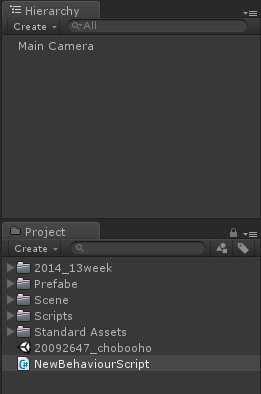 Hierarchy
Create All
Main Camera
Project
Create
2014_13week
Prefabe
Scene
Scripts
Standard Assets
20092647_chobooho
NewBehaviourScript